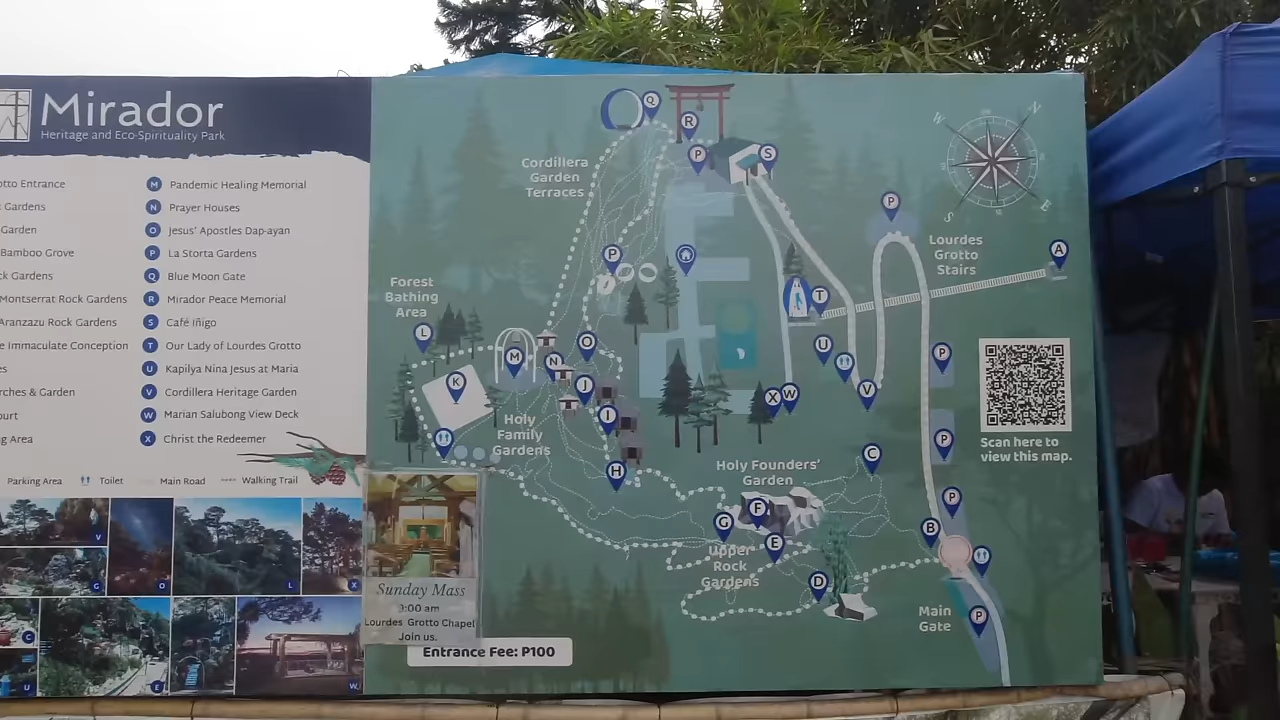 Mirador
Heritage and Eco-Spirituality Park
otto Entrance
Gardens
Garden
Bamboo Grove
ck Gardens
Montserrat Rock Gardens
Aranzazu Rock Gardens
e Immaculate Conception
es
rches & Garden
ourt
ng Area
M Pandemic Healing Memorial
N Prayer Houses
O Jesus' Apostles Dap-ayan
P La Storta Gardens
Q Blue Moon Gate
R Mirador Peace Memorial
S Café Iñigo
T Our Lady of Lourdes Grotto
U Kapilya Nina Jesus at Maria
V Cordillera Heritage Garden
W Marian Salubong View Deck
X Christ the Redeemer
Parking Area Toilet Main Road Walking Trail
V
G
O
L
X
C
U
E
W
Sunday Mass
9:00 am
Lourdes Grotto Chapel
Join us.
Entrance Fee: P100
Q
R
P
S
Cordillera
Garden
Terraces
N
W
E
S
P
Lourdes
Grotto
Stairs
A
P
T
Forest
Bathing
Area
L
M
N
O
U
V
P
K
J
I
X
W
Holy
Family
Gardens
H
P
C
Holy Founders'
Garden
G
F
E
P
B
Upper
Rock
Gardens
D
Main
Gate
P
Scan here to
view this map.